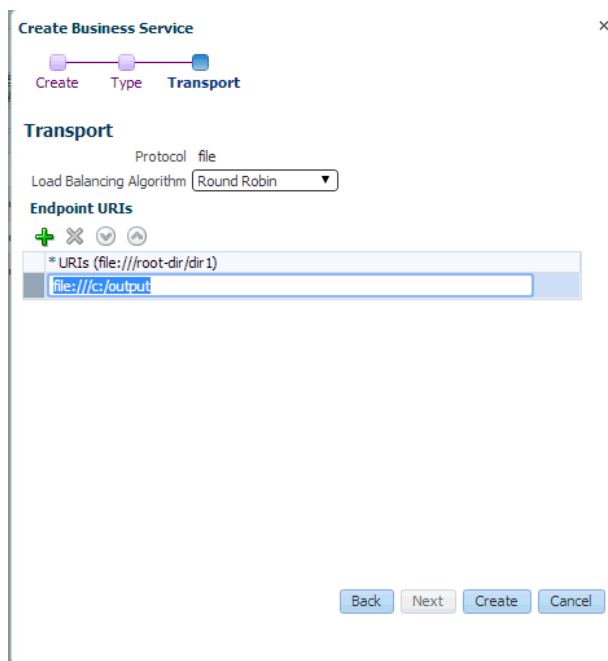 Create Business Service
Create Type Transport
Transport
Protocol file
Load Balancing Algorithm Round Robin
Endpoint URIs
* URIs (file:///root-dir/dir1)
file:///c:/output
Back Next Create Cancel